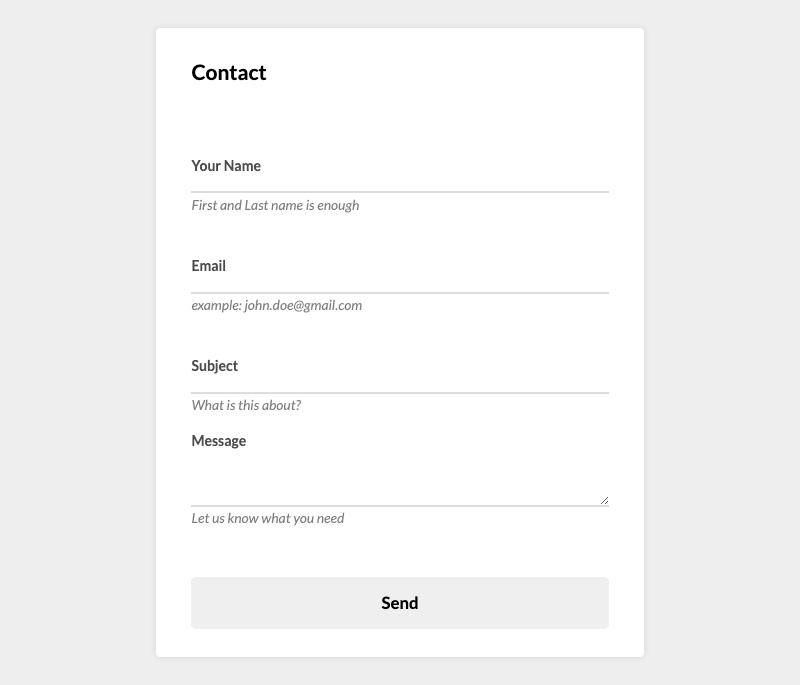 Contact
Your Name
First and Last name is enough
Email
example: john.doe@gmail.com
Subject
What is this about?
Message
Let us know what you need
Send